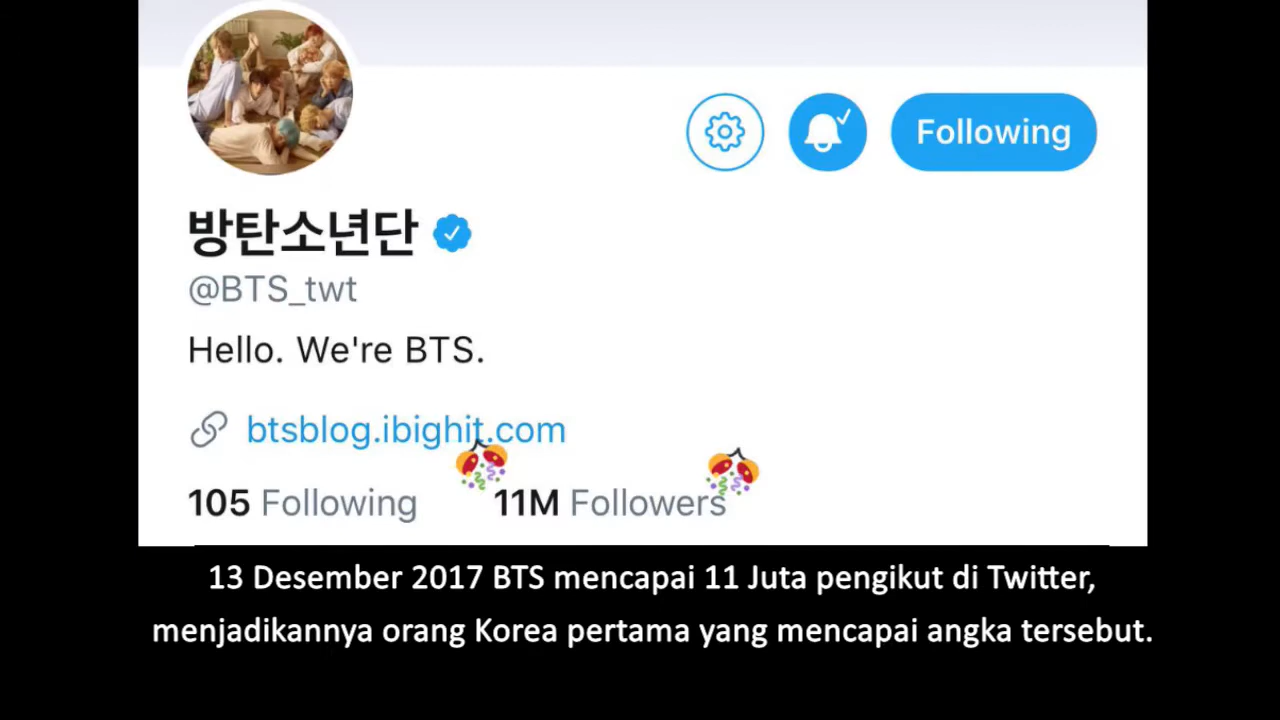 Following
방탄소년단
@BTS_twt
Hello. We're BTS.
btsblog.ibighit.com
105 Following 11M Followers
13 Desember 2017 BTS mencapai 11 Juta pengikut di Twitter,
menjadikannya orang Korea pertama yang mencapai angka tersebut.